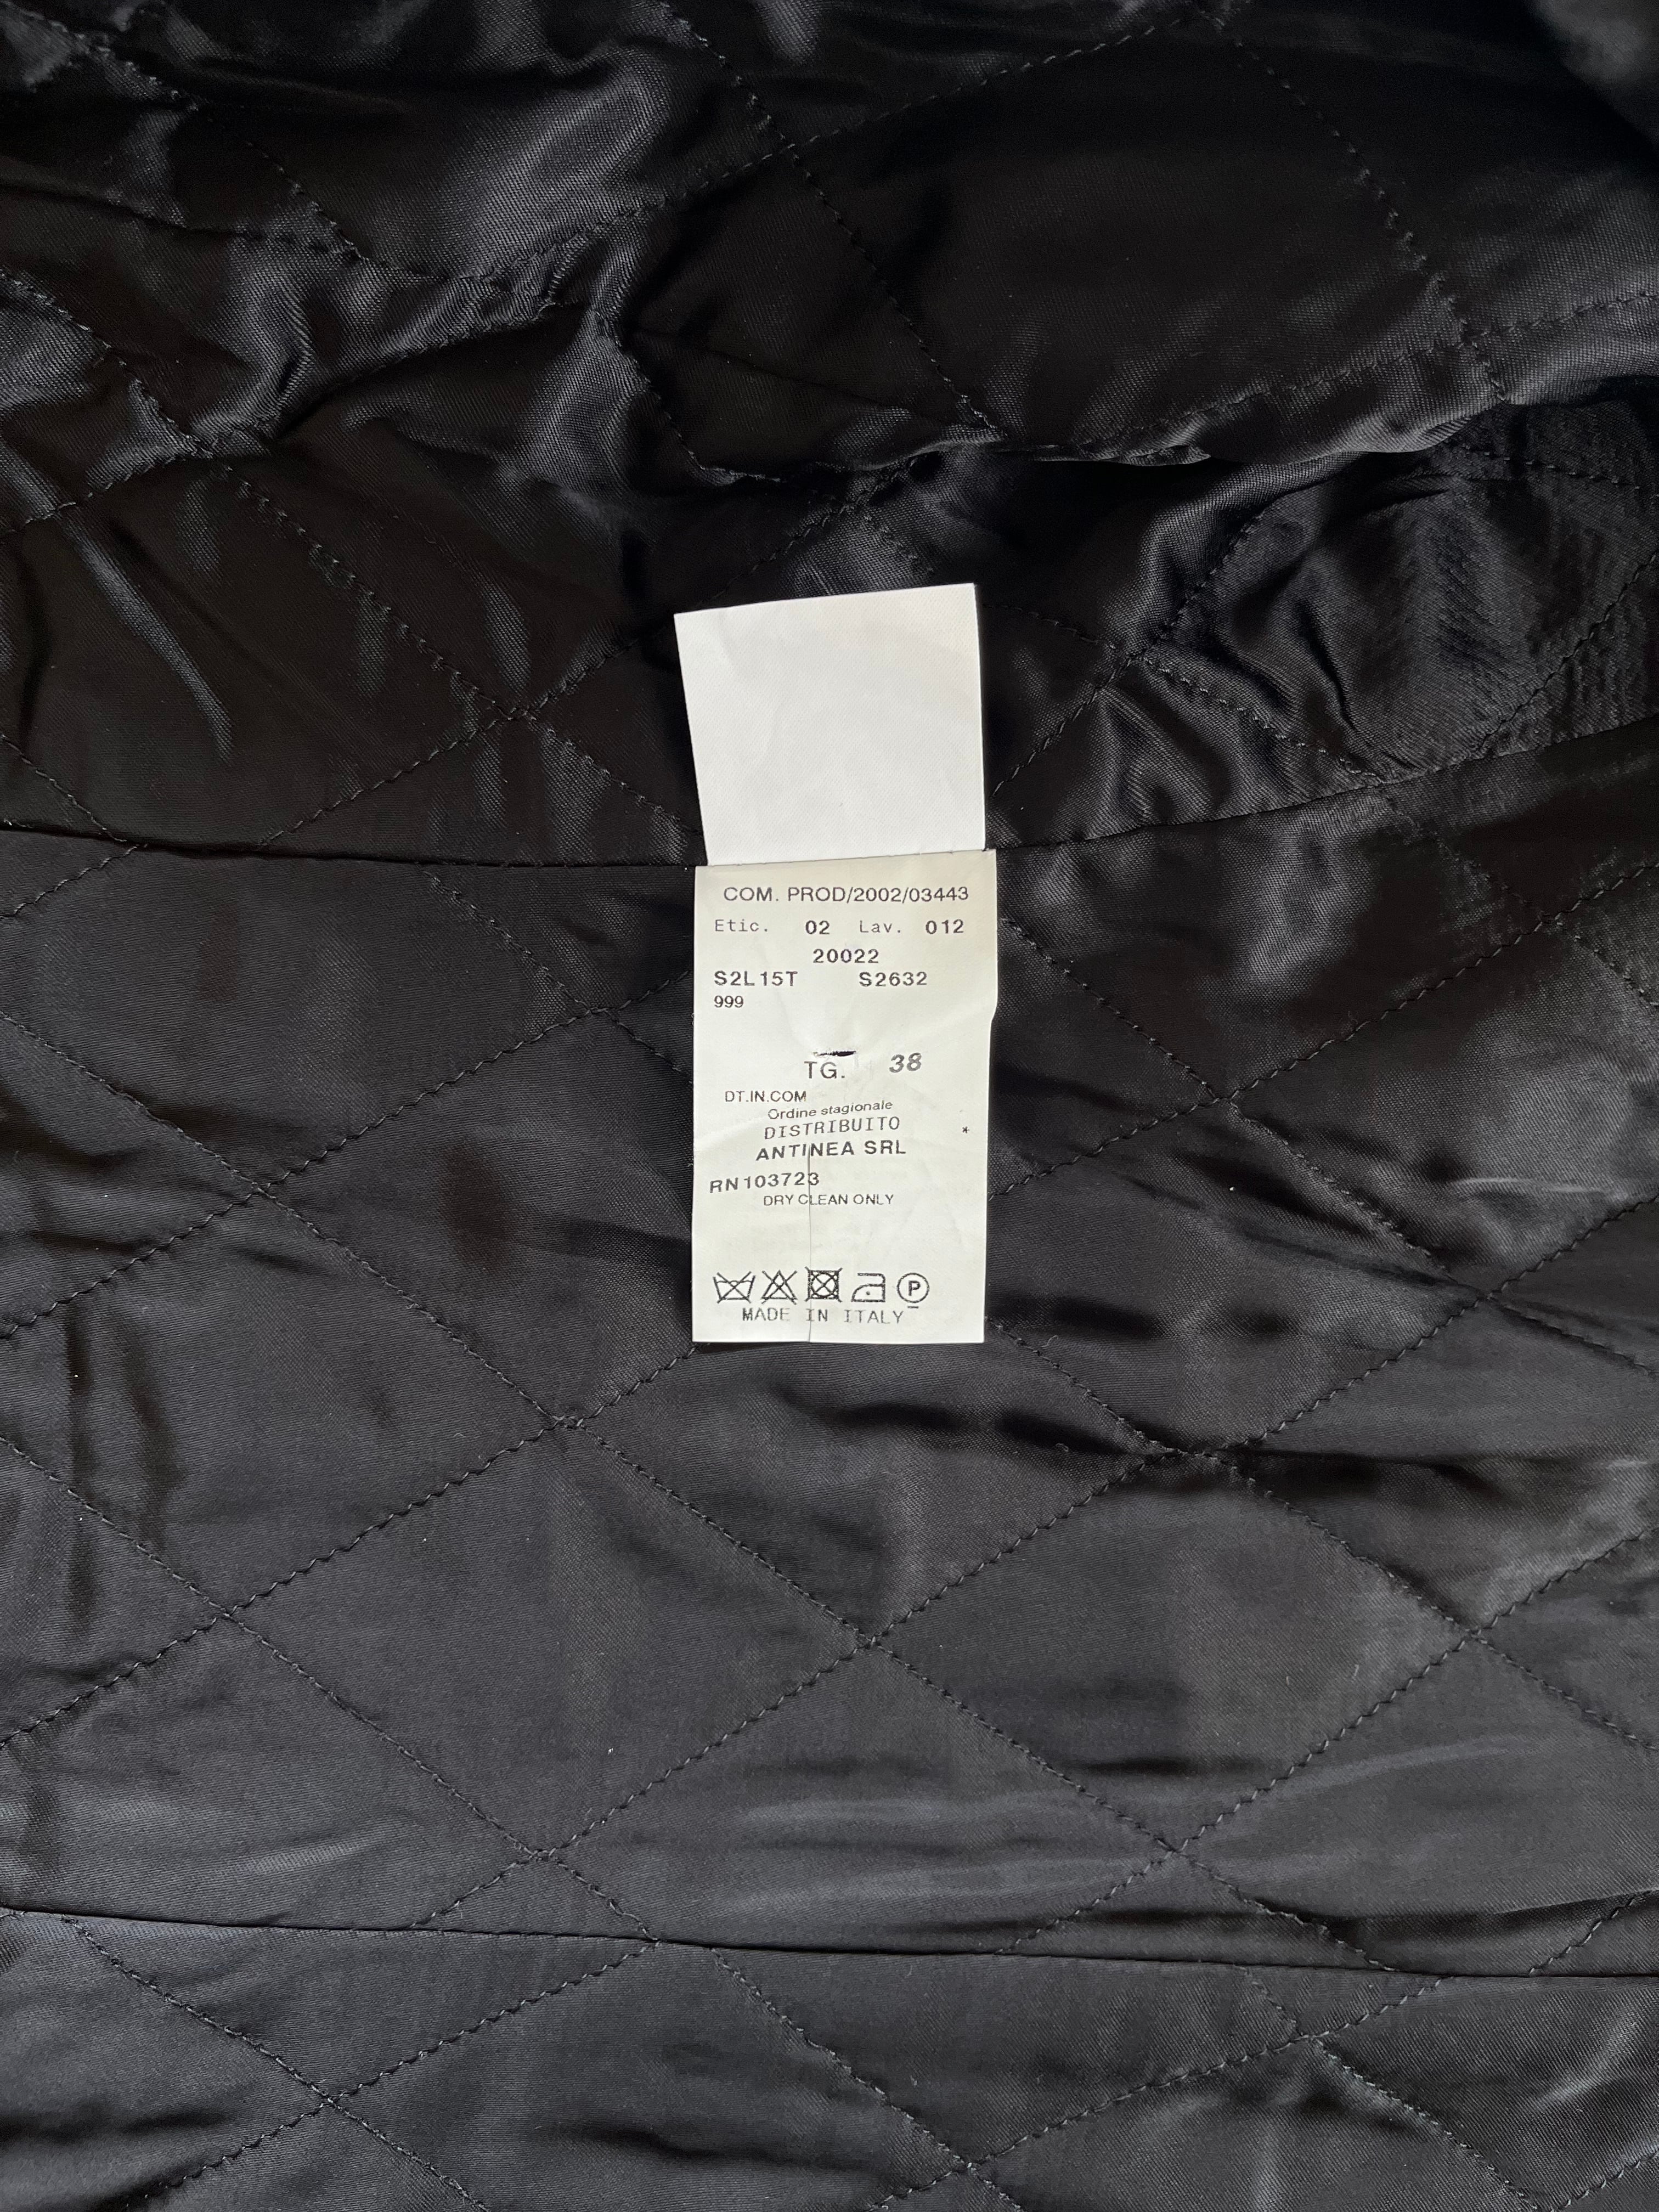 COM. PROD/2002/03443
Etic. 02 Lav. 012
20022
S2L15T S2632
999
TG. 38
DT.IN.COM
Ordine stagionale
DISTRIBUITO *
ANTINEA SRL
RN103723
DRY CLEAN ONLY
P
MADE IN ITALY